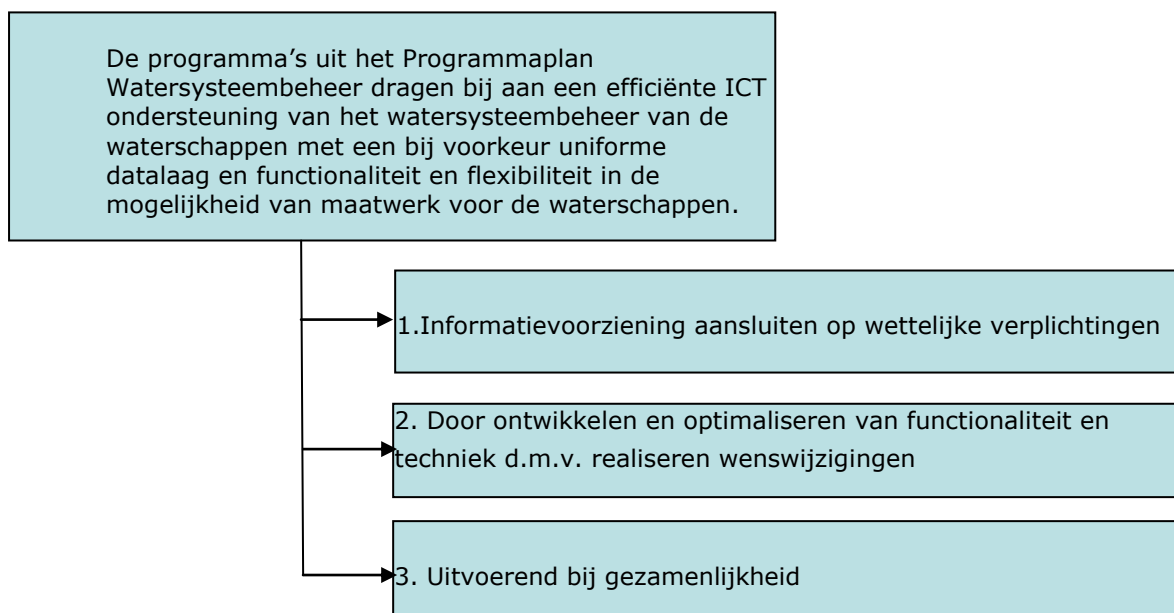 De programma’s uit het Programmaplan
Watersysteembeheer dragen bij aan een efficiënte ICT
ondersteuning van het watersysteembeheer van de
waterschappen met een bij voorkeur uniforme
datalaag en functionaliteit en flexibiliteit in de
mogelijkheid van maatwerk voor de waterschappen.
1.Informatievoorziening aansluiten op wettelijke verplichtingen
2. Door ontwikkelen en optimaliseren van functionaliteit en
techniek d.m.v. realiseren wenswijzigingen
3. Uitvoerend bij gezamenlijkheid